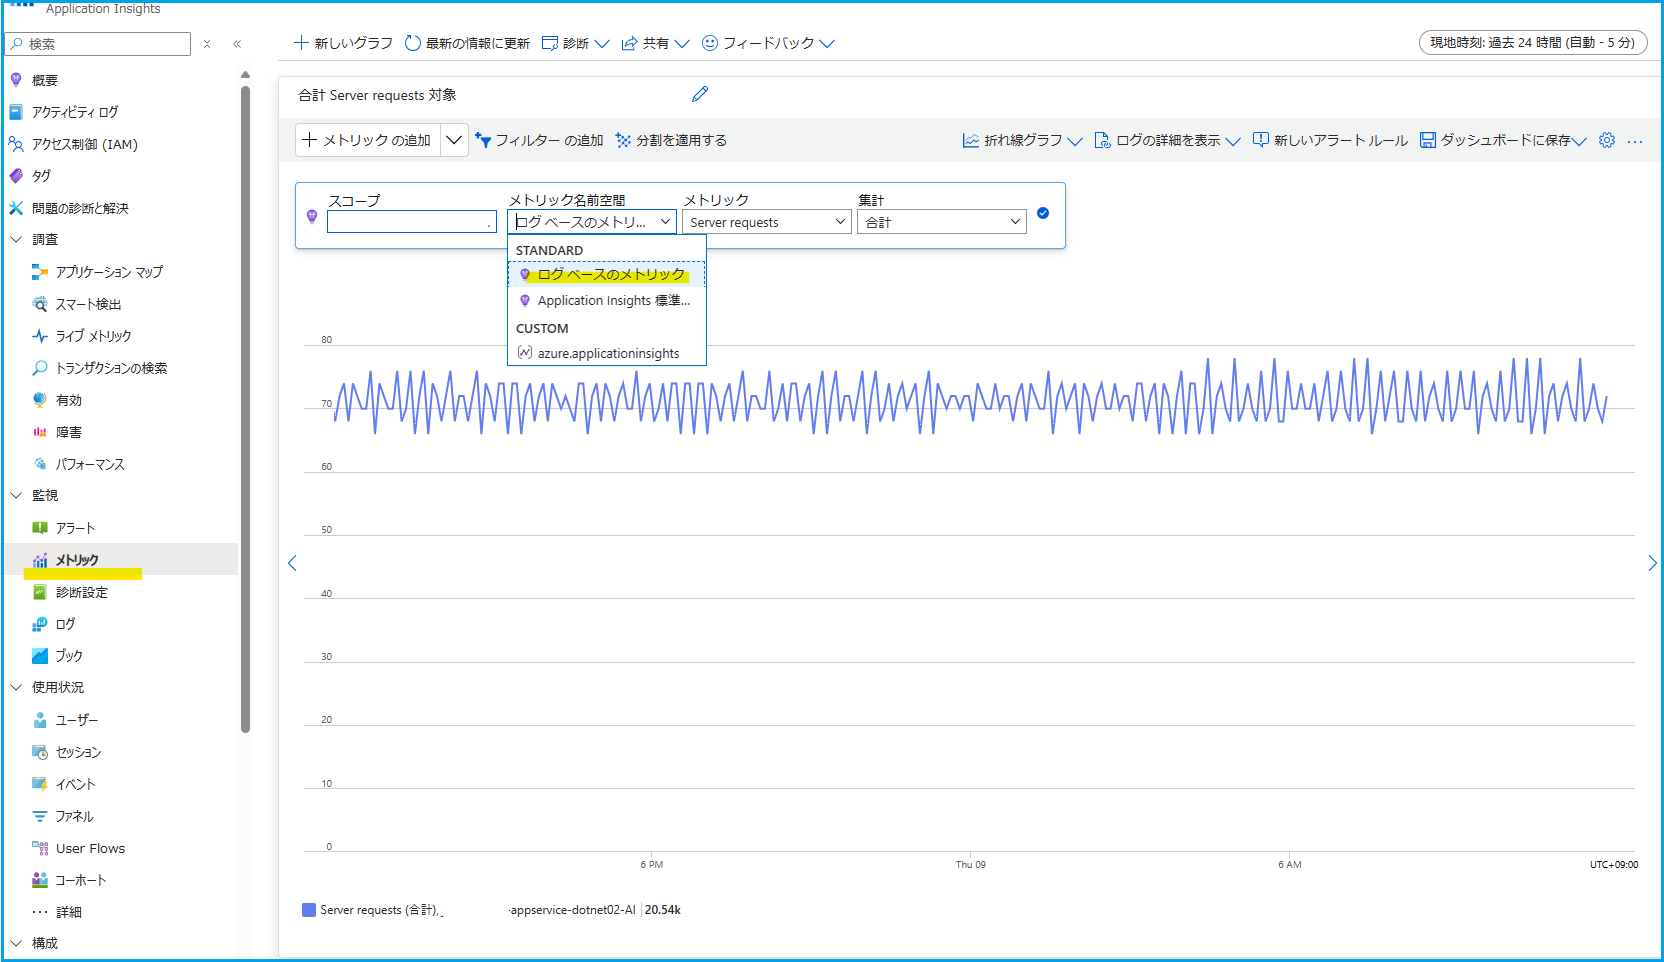 Application Insights
検索
概要
アクティビティ ログ
アクセス制御 (IAM)
タグ
問題の診断と解決
調査
アプリケーション マップ
スマート検出
ライブ メトリック
トランザクションの検索
有効
障害
パフォーマンス
監視
アラート
メトリック
診断設定
ログ
ブック
使用状況
ユーザー
セッション
イベント
ファネル
User Flows
コーホート
詳細
構成
新しいグラフ 最新の情報に更新 診断 共有 フィードバック
現地時刻: 過去 24 時間 (自動 - 5 分)
合計 Server requests 対象
メトリック の追加 フィルター の追加 分割を適用する
折れ線グラフ ログの詳細を表示 新しいアラート ルール ダッシュボードに保存
スコープ メトリック名前空間 メトリック 集計
ログ ベースのメトリ... Server requests 合計
STANDARD
ログ ベースのメトリック
Application Insights 標準...
CUSTOM
azure.applicationinsights
80
70
60
50
40
30
20
10
0
6 PM Thu 09 6 AM UTC+09:00
Server requests (合計), -appservice-dotnet02-AI 20.54k